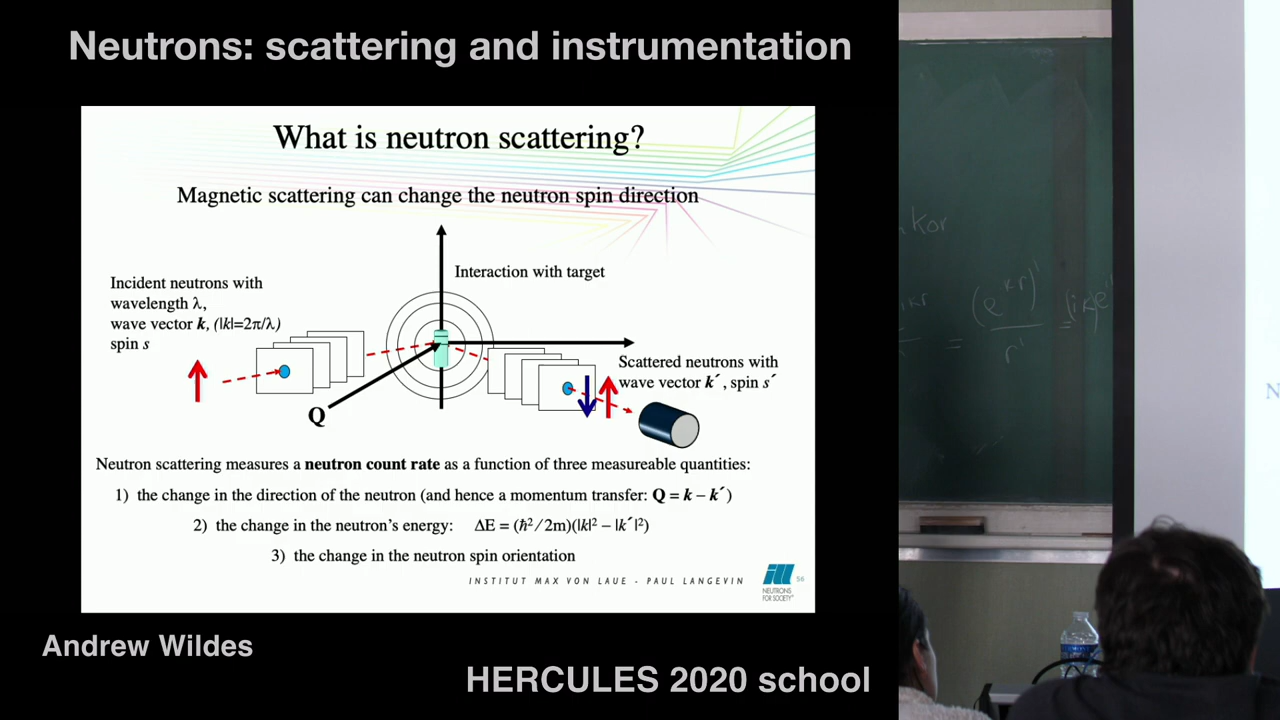 Neutrons: scattering and instrumentation
What is neutron scattering?
Magnetic scattering can change the neutron spin direction
Interaction with target
Incident neutrons with
wavelength λ,
wave vector k, (|k|=2π/λ)
spin s
Scattered neutrons with
wave vector k´, spin s´
Q
Neutron scattering measures a neutron count rate as a function of three measureable quantities:
1) the change in the direction of the neutron (and hence a momentum transfer: Q = k – k´)
2) the change in the neutron's energy: ΔE = (ħ²/2m)(|k|² – |k´|²)
3) the change in the neutron spin orientation
INSTITUT MAX VON LAUE - PAUL LANGEVIN
ill
NEUTRONS
FOR SOCIETY
56
Andrew Wildes
HERCULES 2020 school
N